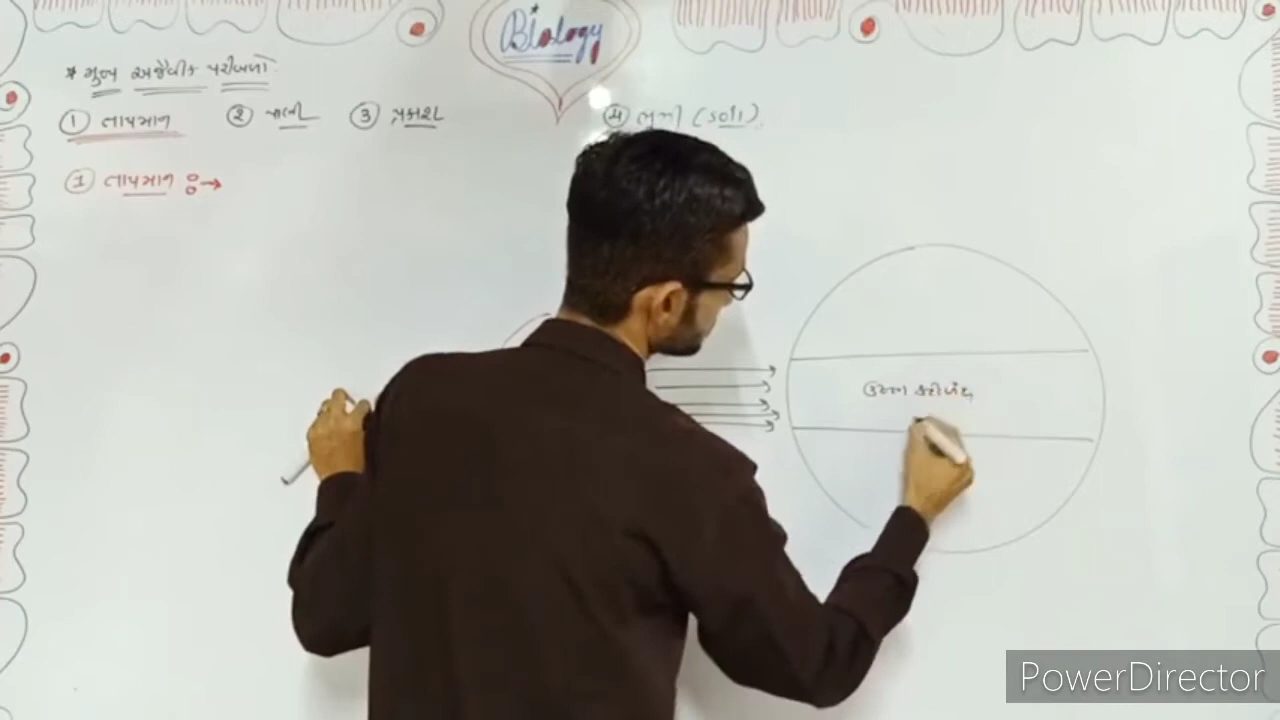 Biology
* મુખ્ય અજૈવીક પરીબળો
① તાપમાન ② પાણી ③ પ્રકાશ ④ ભૂમી (soil)
① તાપમાન :→
ઉષ્ણ કટીબંધ
PowerDirector